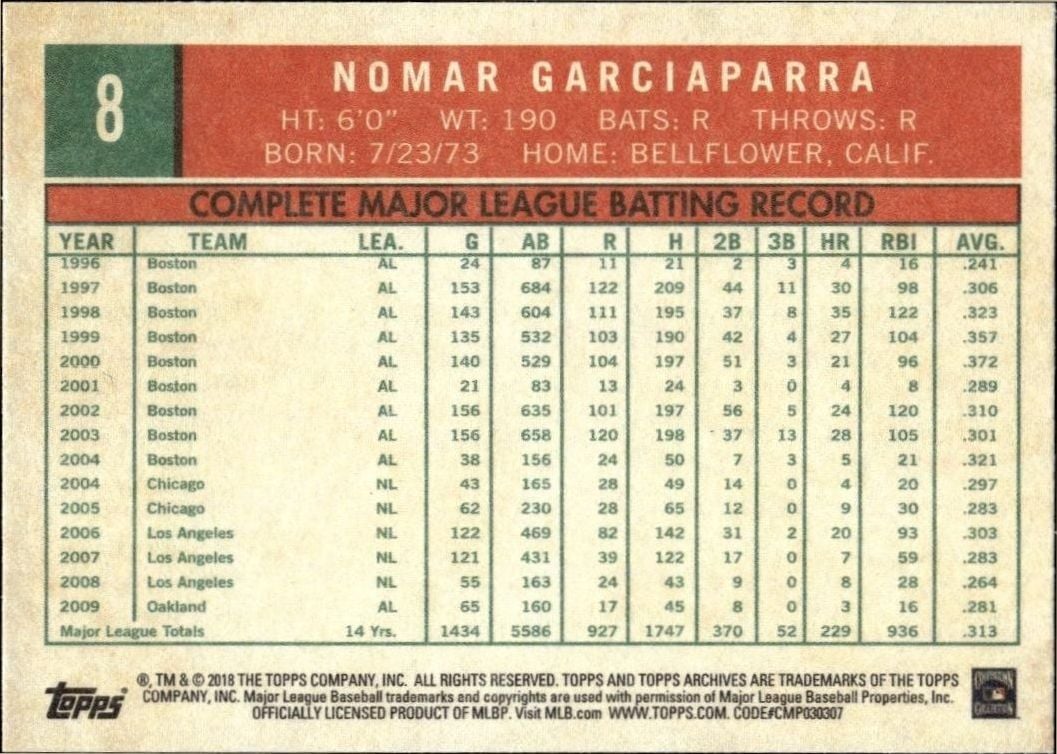 8
NOMAR GARCIAPARRA
HT: 6'0" WT: 190 BATS: R THROWS: R
BORN: 7/23/73 HOME: BELLFLOWER, CALIF.
COMPLETE MAJOR LEAGUE BATTING RECORD
YEAR TEAM LEA. G AB R H 2B 3B HR RBI AVG.
1996 Boston AL 24 87 11 21 2 3 4 16 .241
1997 Boston AL 153 684 122 209 44 11 30 98 .306
1998 Boston AL 143 604 111 195 37 8 35 122 .323
1999 Boston AL 135 532 103 190 42 4 27 104 .357
2000 Boston AL 140 529 104 197 51 3 21 96 .372
2001 Boston AL 21 83 13 24 3 0 4 8 .289
2002 Boston AL 156 635 101 197 56 5 24 120 .310
2003 Boston AL 156 658 120 198 37 13 28 105 .301
2004 Boston AL 38 156 24 50 7 3 5 21 .321
2004 Chicago NL 43 165 28 49 14 0 4 20 .297
2005 Chicago NL 62 230 28 65 12 0 9 30 .283
2006 Los Angeles NL 122 469 82 142 31 2 20 93 .303
2007 Los Angeles NL 121 431 39 122 17 0 7 59 .283
2008 Los Angeles NL 55 163 24 43 9 0 8 28 .264
2009 Oakland AL 65 160 17 45 8 0 3 16 .281
Major League Totals 14 Yrs. 1434 5586 927 1747 370 52 229 936 .313
topps
®, TM & © 2018 THE TOPPS COMPANY, INC. ALL RIGHTS RESERVED. TOPPS AND TOPPS ARCHIVES ARE TRADEMARKS OF THE TOPPS
COMPANY, INC. Major League Baseball trademarks and copyrights are used with permission of Major League Baseball Properties, Inc.
OFFICIALLY LICENSED PRODUCT OF MLBP. Visit MLB.com WWW.TOPPS.COM. CODE#CMP030307